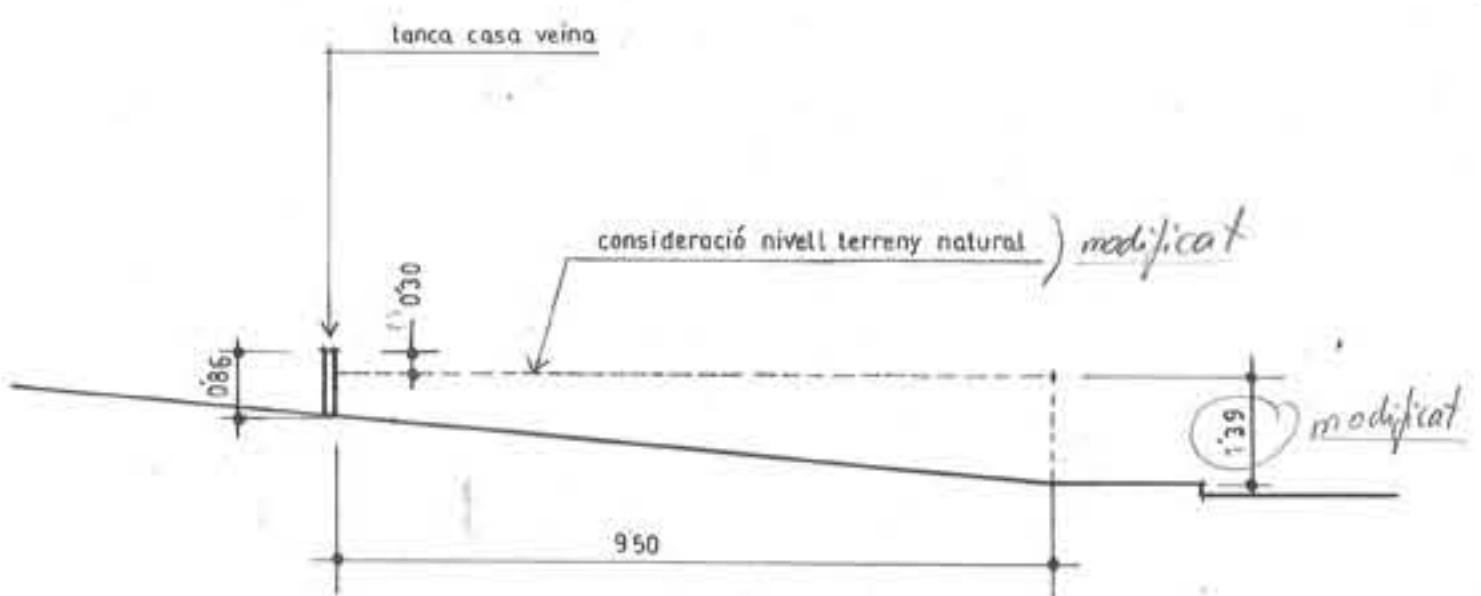 tanca casa veïna
consideració nivell terreny natural ) modificat
0'30
0'86
1'39 modificat
9'50